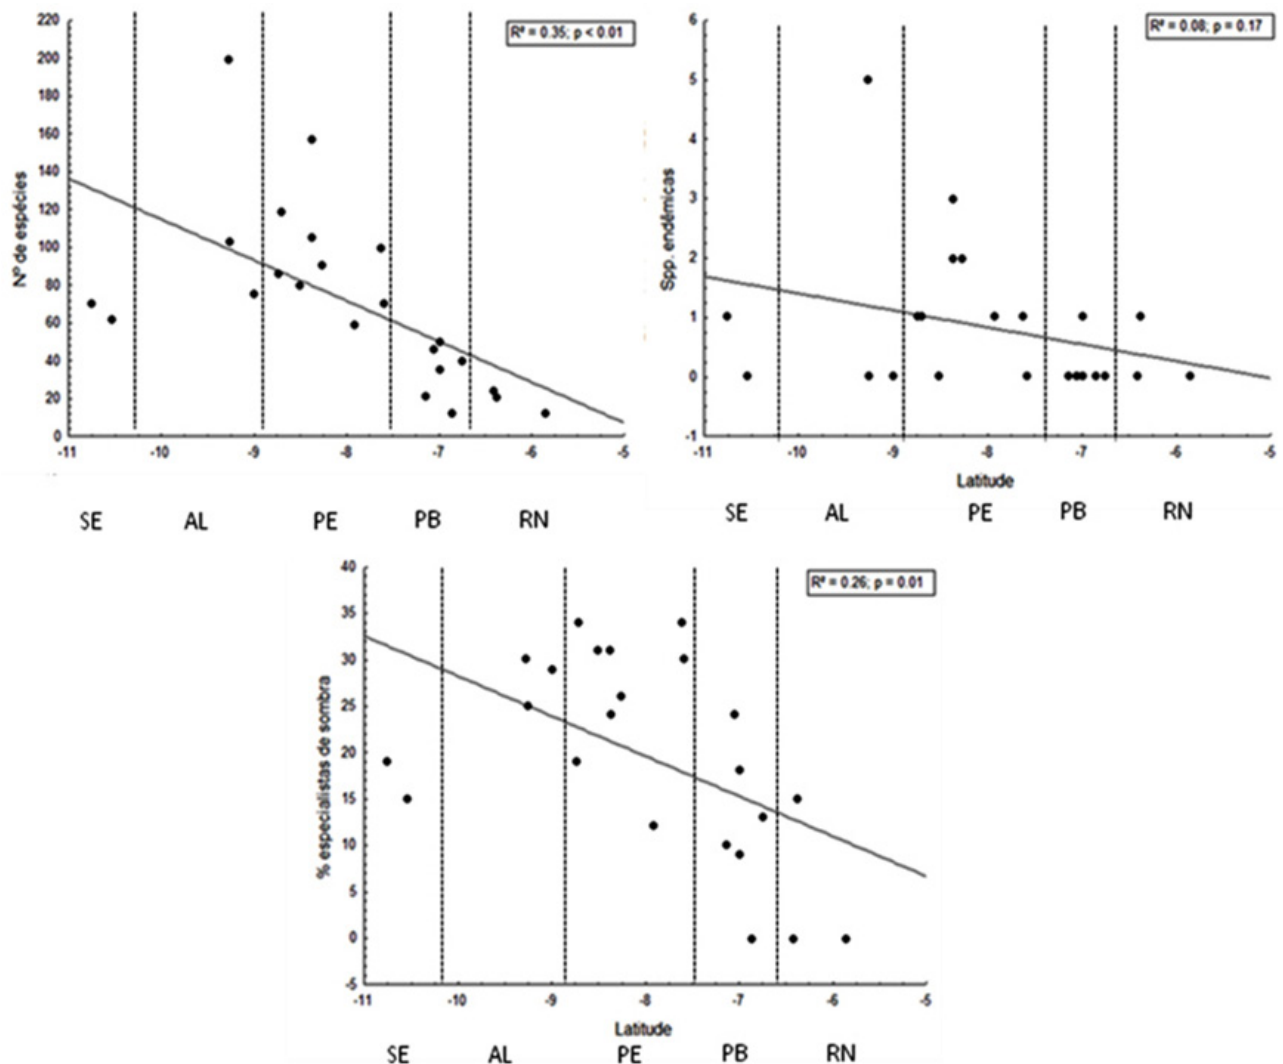 R² = 0.35; p < 0.01
Nº de espécies
220
200
180
160
140
120
100
80
60
40
20
0
-11 -10 -9 -8 -7 -6 -5
SE AL PE PB RN
R² = 0.08; p = 0.17
Spp. endêmicas
6
5
4
3
2
1
0
-1
-11 -10 -9 -8 -7 -6 -5
Latitude
SE AL PE PB RN
R² = 0.26; p = 0.01
% especialistas de sombra
40
35
30
25
20
15
10
5
0
-5
-11 -10 -9 -8 -7 -6 -5
Latitude
SE AL PE PB RN